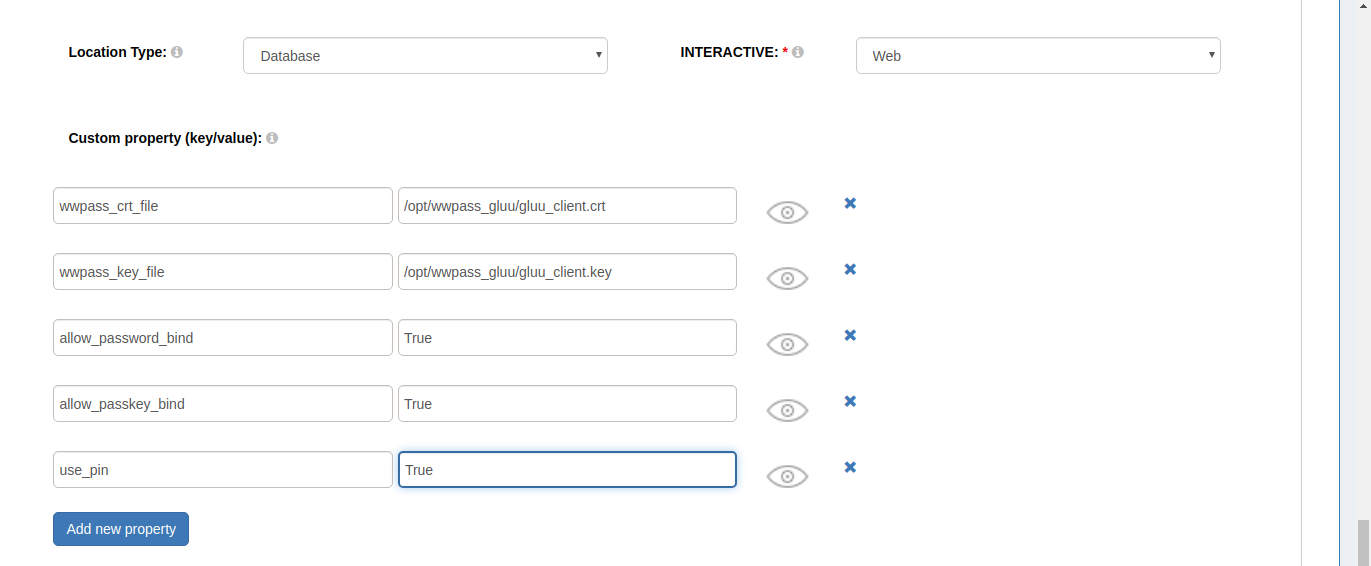 Location Type: Database INTERACTIVE: * Web
Custom property (key/value):
wwpass_crt_file /opt/wwpass_gluu/gluu_client.crt
wwpass_key_file /opt/wwpass_gluu/gluu_client.key
allow_password_bind True
allow_passkey_bind True
use_pin True
Add new property